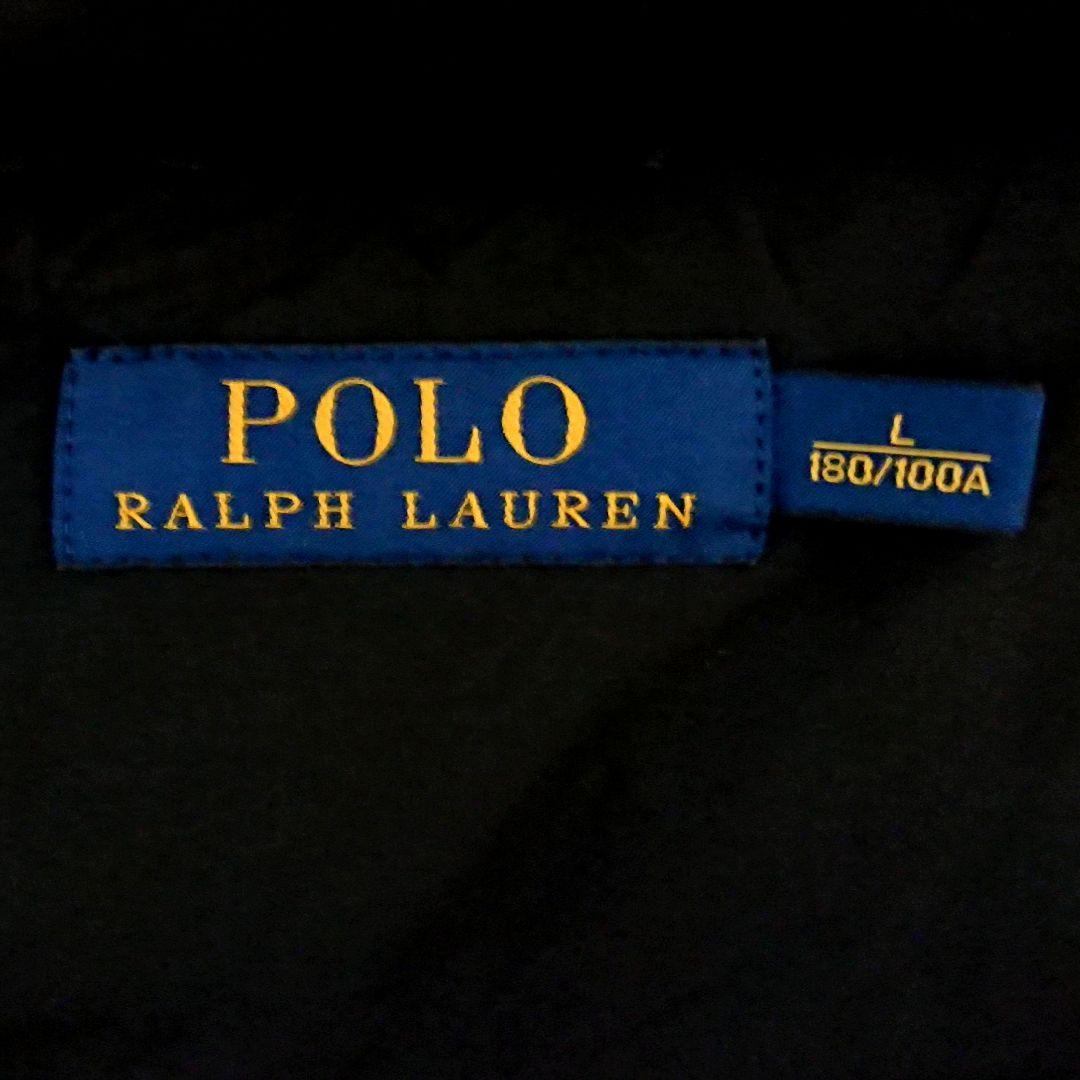 POLO
RALPH LAUREN
L
180/100A